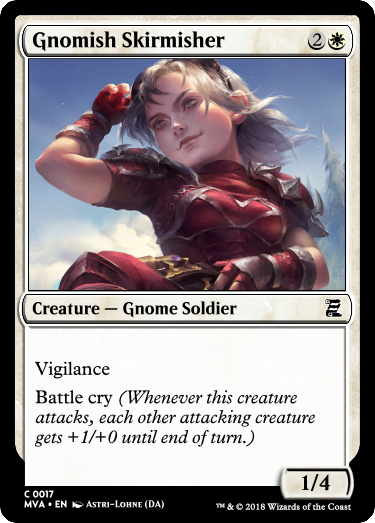 Gnomish Skirmisher 2
Creature — Gnome Soldier
Vigilance
Battle cry (Whenever this creature
attacks, each other attacking creature
gets +1/+0 until end of turn.)
1/4
C 0017
MVA • EN Astri-Lohne (DA)
™ & © 2018 Wizards of the Coast